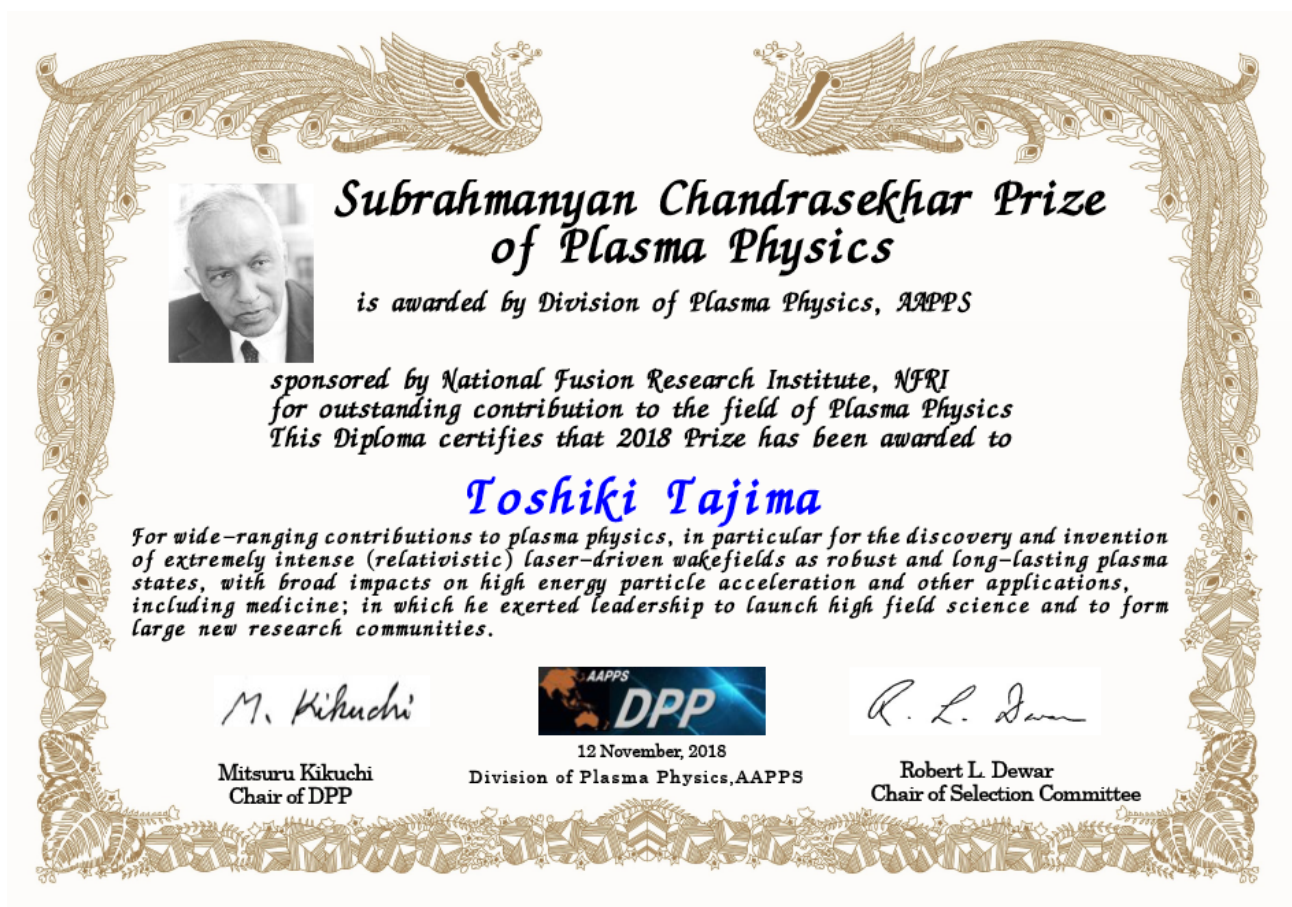 Subrahmanyan Chandrasekhar Prize
of Plasma Physics
is awarded by Division of Plasma Physics, AAPPS
sponsored by National Fusion Research Institute, NFRI
for outstanding contribution to the field of Plasma Physics
This Diploma certifies that 2018 Prize has been awarded to
Toshiki Tajima
For wide-ranging contributions to plasma physics, in particular for the discovery and invention
of extremely intense (relativistic) laser-driven wakefields as robust and long-lasting plasma
states, with broad impacts on high energy particle acceleration and other applications,
including medicine; in which he exerted leadership to launch high field science and to form
large new research communities.
M. Kikuchi
AAPPS
DPP
R. L. Dewar
12 November, 2018
Division of Plasma Physics,AAPPS
Mitsuru Kikuchi
Chair of DPP
Robert L. Dewar
Chair of Selection Committee